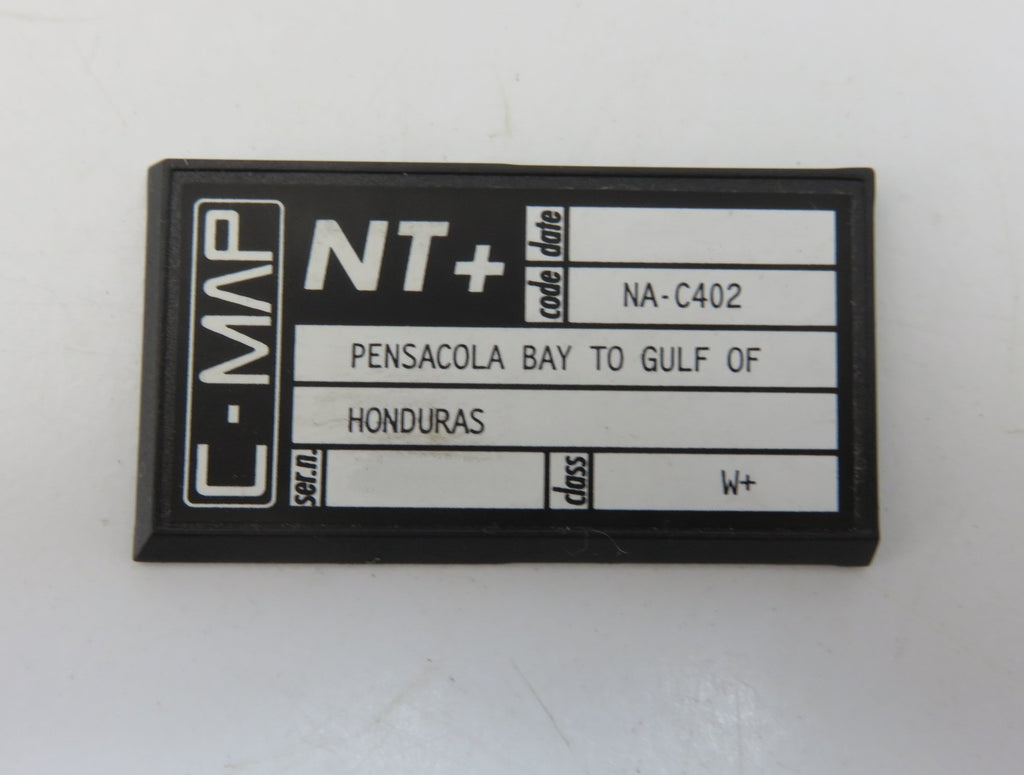 C-MAP
NT+
date
code NA-C402
PENSACOLA BAY TO GULF OF
HONDURAS
ser.n.
class W+